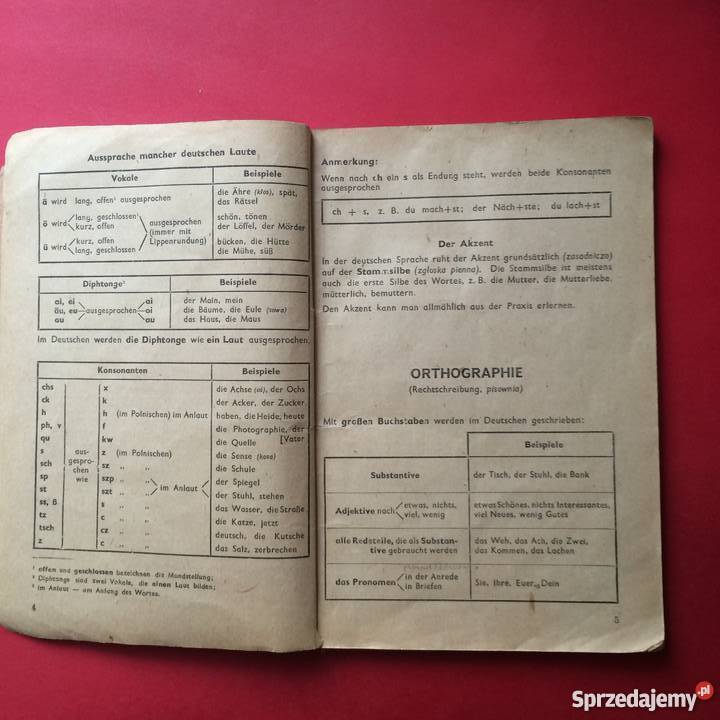 Aussprache mancher deutschen Laute
Vokale Beispiele
ä wird lang, offen¹ ausgesprochen die Ähre (kłos), spät,
das Rätsel
ö wird lang, geschlossen¹ kurz, offen ausgesprochen schön, tönen
(immer mit der Löffel, der Mörder
ü wird kurz, offen lang, geschlossen Lippenrundung) bücken, die Hütte
die Mühe, süß
Diphtonge² Beispiele
ai, ei ai der Main, mein
äu, eu ausgesprochen oi die Bäume, die Eule (sowa)
au au das Haus, die Maus
Im Deutschen werden die Diphtonge wie ein Laut ausgesprochen.
Konsonanten Beispiele
chs x die Achse (oś), der Ochs
ck k der Acker, der Zucker
h h (im Polnischen) im Anlaut haben, die Heide, heute
ph, v f die Photographie, der
[Vater
qu kw die Quelle
s z (im Polnischen) die Sense (kosa)
sch sz „ „ die Schule
sp szp „ „ der Spiegel
st szt „ „ der Stuhl, stehen
im Anlaut
ss, ß s „ „ das Wasser, die Straße
tz c „ „ die Katze, jetzt
tsch cz „ „ deutsch, die Kutsche
z c „ „ das Salz, zerbrechen
aus-
gespro-
chen
wie
¹ offen und geschlossen bezeichnen die Mundstellung;
² Diphtonge sind zwei Vokale, die einen Laut bilden;
³ im Anlaut — am Anfang des Wortes.
4
Anmerkung:
Wenn nach ch ein s als Endung steht, werden beide Konsonanten
ausgesprochen
ch + s, z. B. du mach+st; der Näch+ste; du lach+st
Der Akzent
In der deutschen Sprache ruht der Akzent grundsätzlich (zasadniczo)
auf der Stammsilbe (zgłoska pienna). Die Stammsilbe ist meistens
auch die erste Silbe des Wortes, z. B. die Mutter, die Mutterliebe,
mütterlich, bemuttern.
Den Akzent kann man allmählich aus der Praxis erlernen.
ORTHOGRAPHIE
(Rechtschreibung, pisownia)
Mit großen Buchstaben werden im Deutschen geschrieben:
Beispiele
Substantive der Tisch, der Stuhl, die Bank
Adjektive nach etwas, nichts, viel, wenig etwas Schönes, nichts Interessantes,
viel Neues, wenig Gutes
alle Redeteile, die als Substan- das Weh, das Ach, die Zwei,
tive gebraucht werden das Kommen, das Lachen
das Pronomen in der Anrede in Briefen Sie, Ihre, Euer, Dein
5
Sprzedajemy.pl